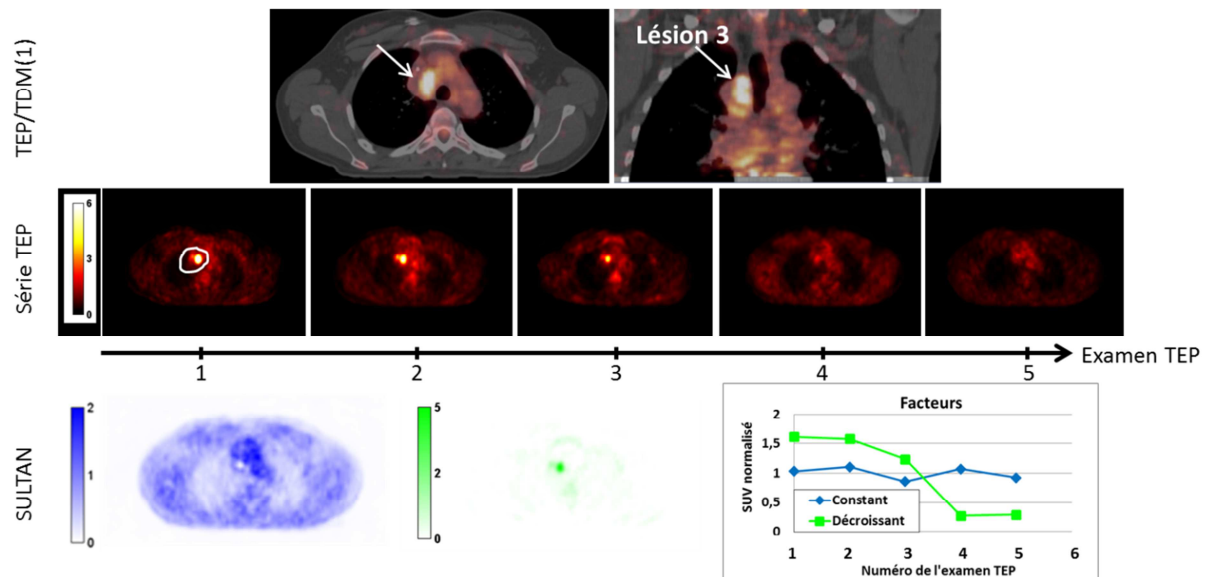 TEP/TDM(1)
Lésion 3
Série TEP
6
3
0
Examen TEP
1 2 3 4 5
SULTAN
2
1
0
5
2
0
Facteurs
SUV normalisé
2
1,5
1
0,5
0
Constant
Décroissant
1 2 3 4 5 6
Numéro de l'examen TEP